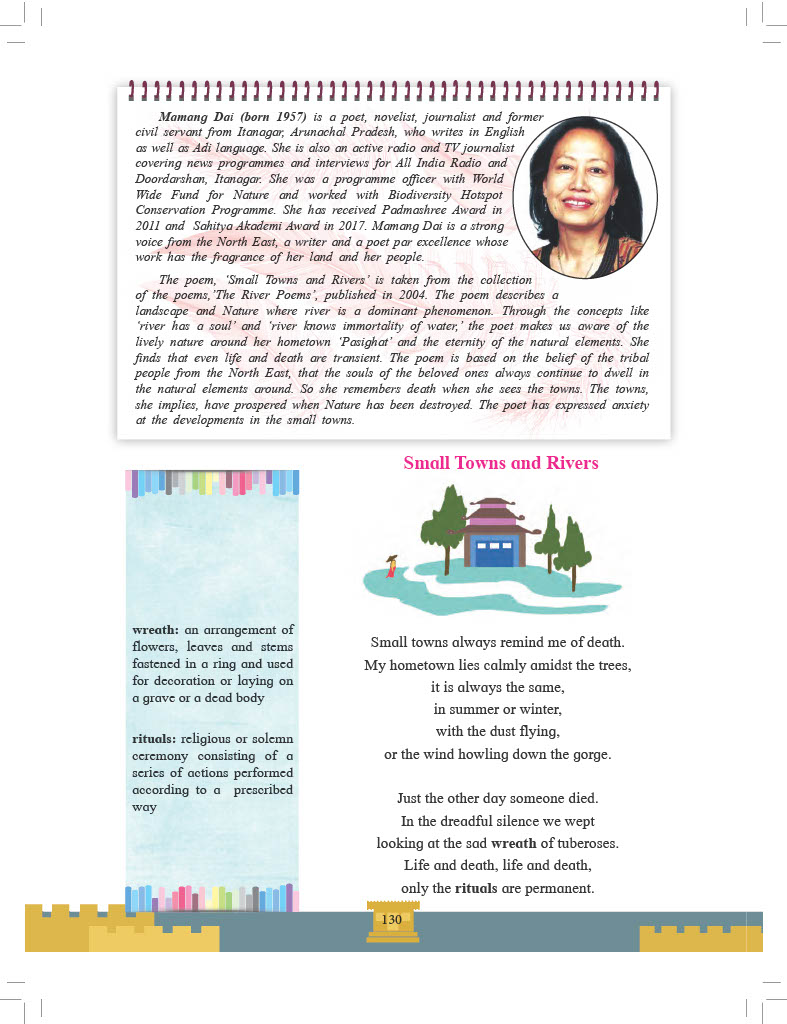 Mamang Dai (born 1957) is a poet, novelist, journalist and former
civil servant from Itanagar, Arunachal Pradesh, who writes in English
as well as Adi language. She is also an active radio and TV journalist
covering news programmes and interviews for All India Radio and
Doordarshan, Itanagar. She was a programme officer with World
Wide Fund for Nature and worked with Biodiversity Hotspot
Conservation Programme. She has received Padmashree Award in
2011 and Sahitya Akademi Award in 2017. Mamang Dai is a strong
voice from the North East, a writer and a poet par excellence whose
work has the fragrance of her land and her people.
The poem, ‘Small Towns and Rivers’ is taken from the collection
of the poems,’The River Poems’, published in 2004. The poem describes a
landscape and Nature where river is a dominant phenomenon. Through the concepts like
‘river has a soul’ and ‘river knows immortality of water,’ the poet makes us aware of the
lively nature around her hometown ‘Pasighat’ and the eternity of the natural elements. She
finds that even life and death are transient. The poem is based on the belief of the tribal
people from the North East, that the souls of the beloved ones always continue to dwell in
the natural elements around. So she remembers death when she sees the towns. The towns,
she implies, have prospered when Nature has been destroyed. The poet has expressed anxiety
at the developments in the small towns.
Small Towns and Rivers
wreath: an arrangement of
flowers, leaves and stems
fastened in a ring and used
for decoration or laying on
a grave or a dead body
rituals: religious or solemn
ceremony consisting of a
series of actions performed
according to a prescribed
way
Small towns always remind me of death.
My hometown lies calmly amidst the trees,
it is always the same,
in summer or winter,
with the dust flying,
or the wind howling down the gorge.
Just the other day someone died.
In the dreadful silence we wept
looking at the sad wreath of tuberoses.
Life and death, life and death,
only the rituals are permanent.
130